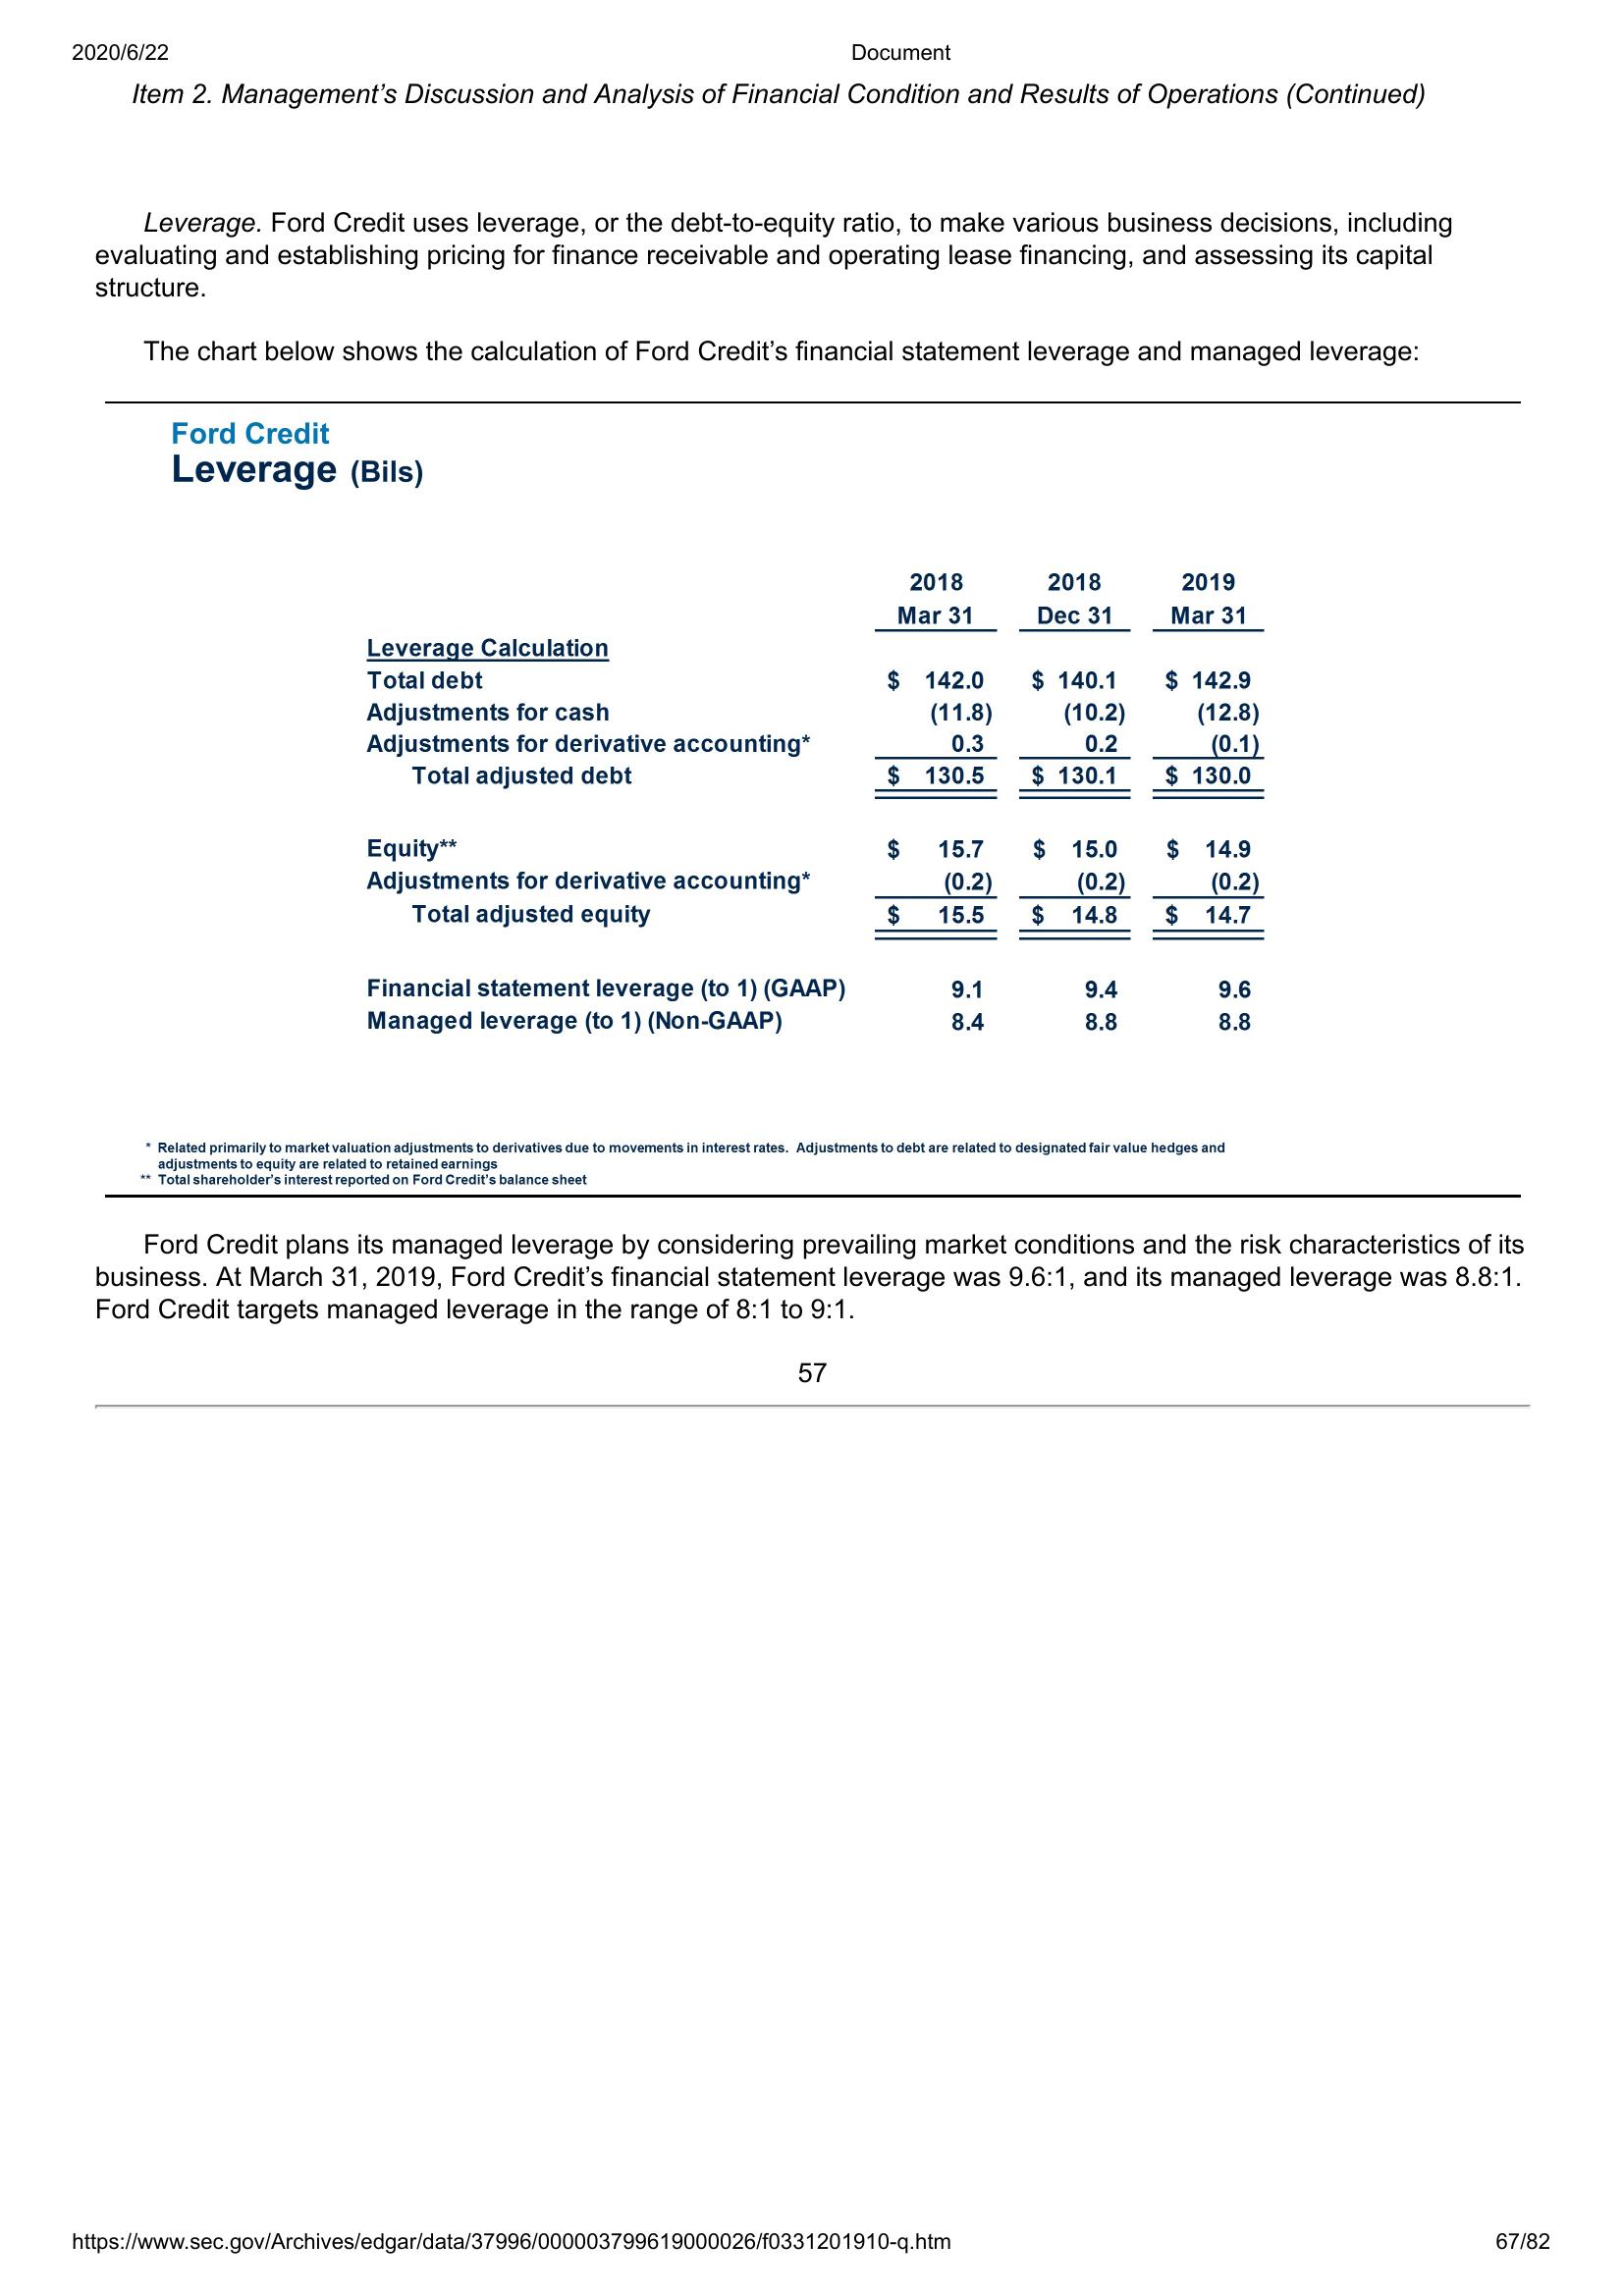 2020/6/22 Document
Item 2. Management’s Discussion and Analysis of Financial Condition and Results of Operations (Continued)
Leverage. Ford Credit uses leverage, or the debt-to-equity ratio, to make various business decisions, including
evaluating and establishing pricing for finance receivable and operating lease financing, and assessing its capital
structure.
The chart below shows the calculation of Ford Credit’s financial statement leverage and managed leverage:
Ford Credit
Leverage (Bils)
2018 2018 2019
Mar 31 Dec 31 Mar 31
Leverage Calculation
Total debt $ 142.0 $ 140.1 $ 142.9
Adjustments for cash (11.8) (10.2) (12.8)
Adjustments for derivative accounting* 0.3 0.2 (0.1)
Total adjusted debt $ 130.5 $ 130.1 $ 130.0
Equity** $ 15.7 $ 15.0 $ 14.9
Adjustments for derivative accounting* (0.2) (0.2) (0.2)
Total adjusted equity $ 15.5 $ 14.8 $ 14.7
Financial statement leverage (to 1) (GAAP) 9.1 9.4 9.6
Managed leverage (to 1) (Non-GAAP) 8.4 8.8 8.8
* Related primarily to market valuation adjustments to derivatives due to movements in interest rates. Adjustments to debt are related to designated fair value hedges and
adjustments to equity are related to retained earnings
** Total shareholder’s interest reported on Ford Credit’s balance sheet
Ford Credit plans its managed leverage by considering prevailing market conditions and the risk characteristics of its
business. At March 31, 2019, Ford Credit’s financial statement leverage was 9.6:1, and its managed leverage was 8.8:1.
Ford Credit targets managed leverage in the range of 8:1 to 9:1.
57
https://www.sec.gov/Archives/edgar/data/37996/000003799619000026/f0331201910-q.htm 67/82